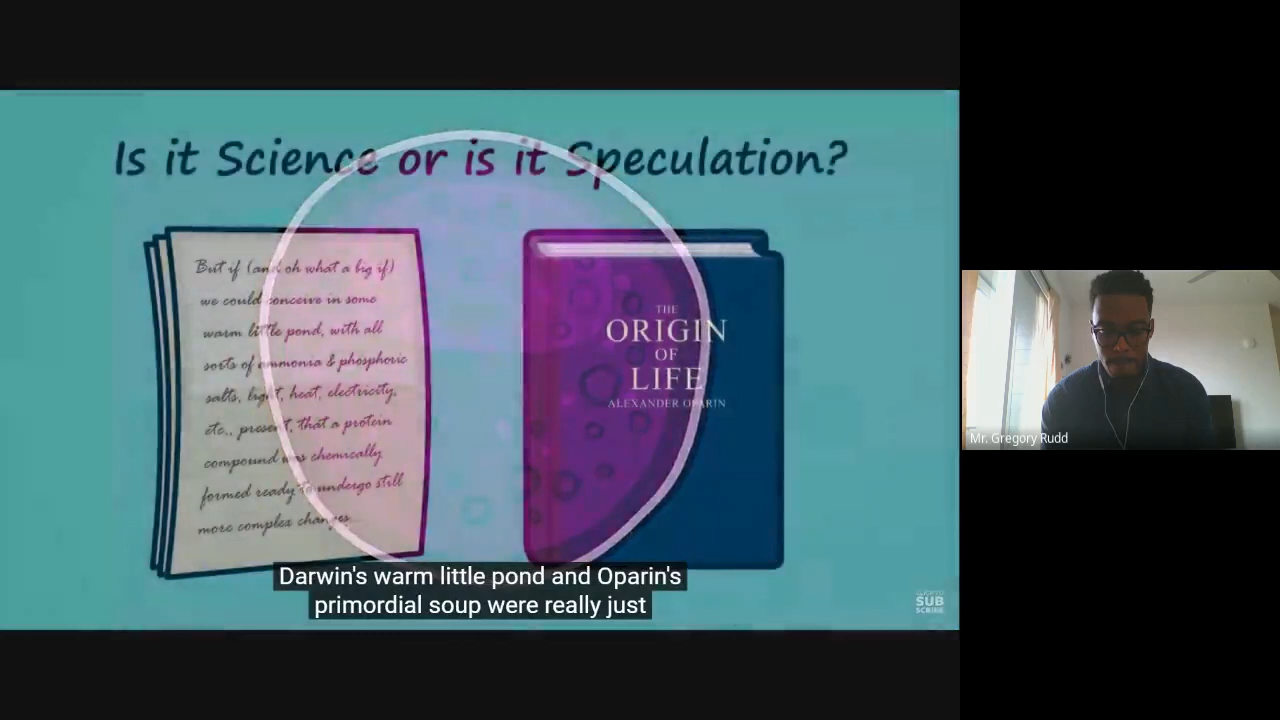 Is it Science or is it Speculation?
But if (and oh what a big if)
we could conceive in some
warm little pond, with all
sorts of ammonia & phosphoric
salts, light, heat, electricity,
etc., present, that a protein
compound was chemically
formed ready to undergo still
more complex changes...
THE
ORIGIN
OF
LIFE
ALEXANDER OPARIN
Darwin's warm little pond and Oparin's
primordial soup were really just
SUB
SCRIBE
Mr. Gregory Rudd